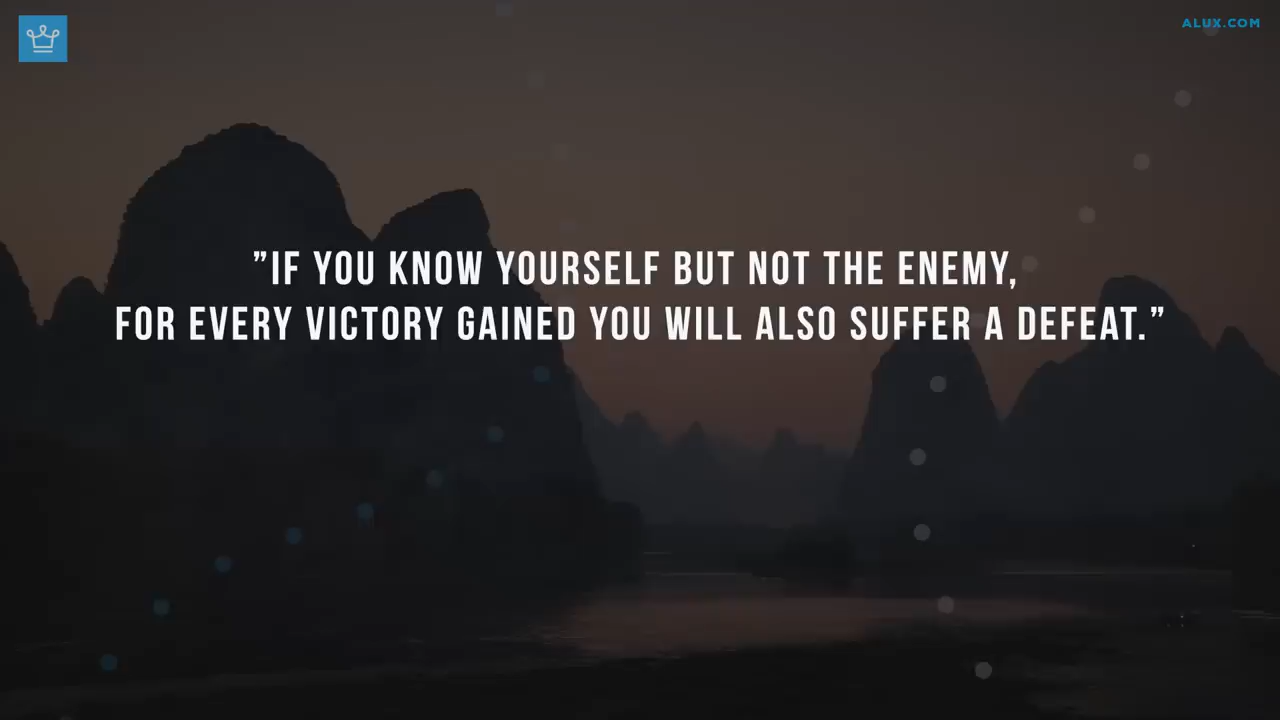 ALUX.COM
”IF YOU KNOW YOURSELF BUT NOT THE ENEMY,
FOR EVERY VICTORY GAINED YOU WILL ALSO SUFFER A DEFEAT.”